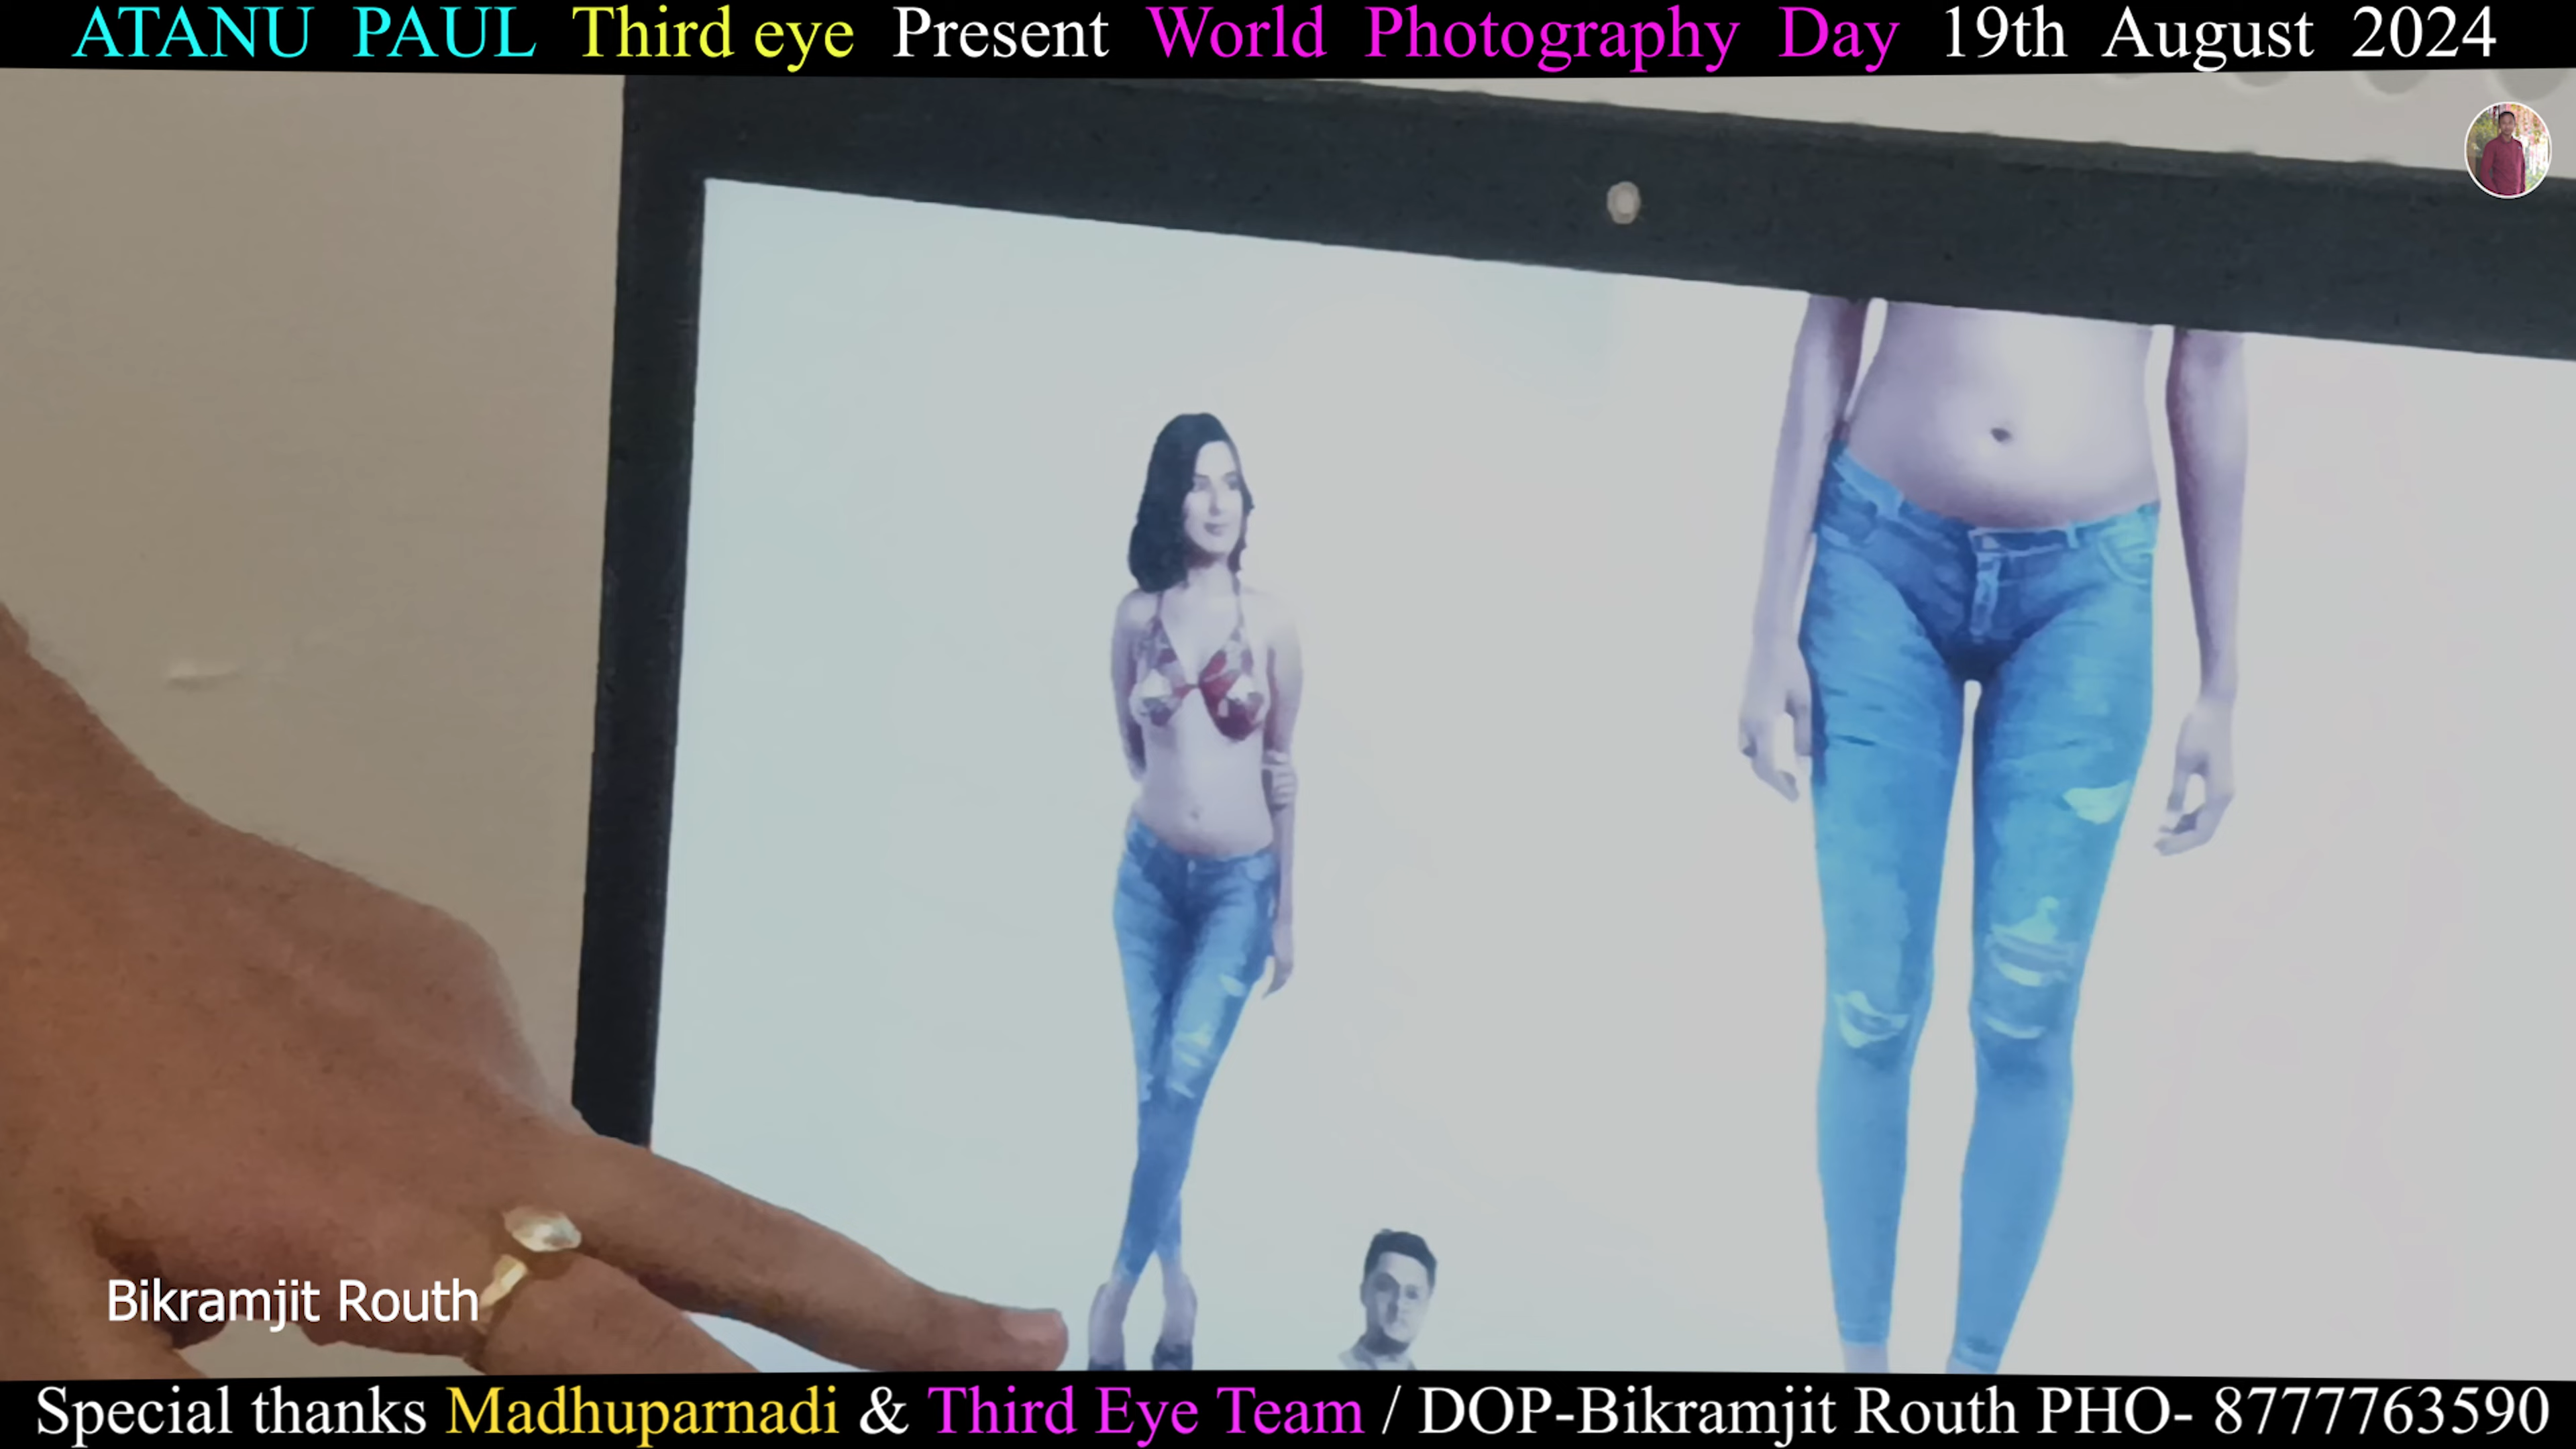 ATANU PAUL Third eye Present World Photography Day 19th August 2024
Bikramjit Routh
Special thanks Madhuparnadi & Third Eye Team / DOP-Bikramjit Routh PHO- 8777763590